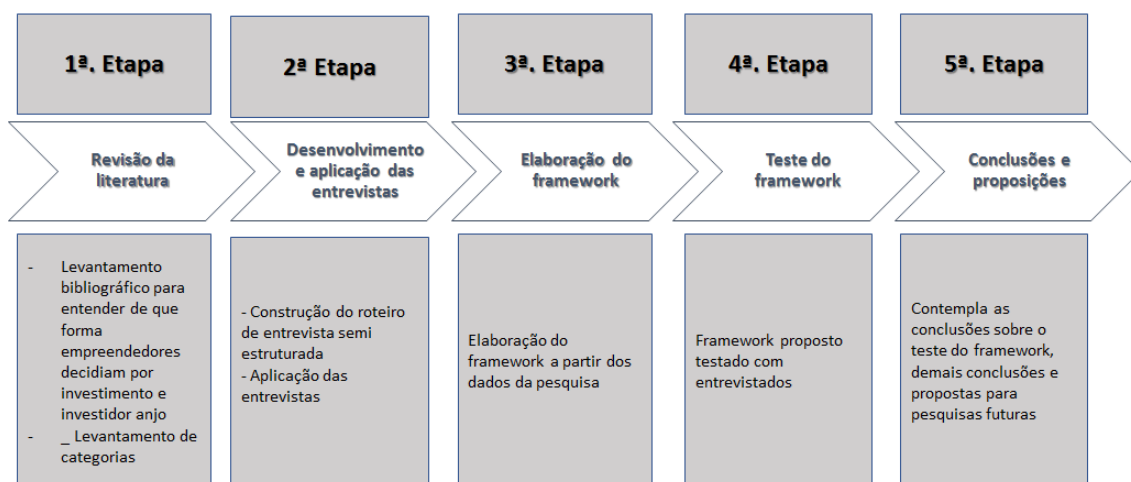 1ª. Etapa
2ª Etapa
3ª. Etapa
4ª. Etapa
5ª. Etapa
Revisão da
literatura
Desenvolvimento
e aplicação das
entrevistas
Elaboração do
framework
Teste do
framework
Conclusões e
proposições
- Levantamento
bibliográfico para
entender de que
forma
empreendedores
decidiam por
investimento e
investidor anjo
- _ Levantamento de
categorias
- Construção do roteiro
de entrevista semi
estruturada
- Aplicação das
entrevistas
Elaboração do
framework a partir dos
dados da pesquisa
Framework proposto
testado com
entrevistados
Contempla as
conclusões sobre o
teste do framework,
demais conclusões e
propostas para
pesquisas futuras